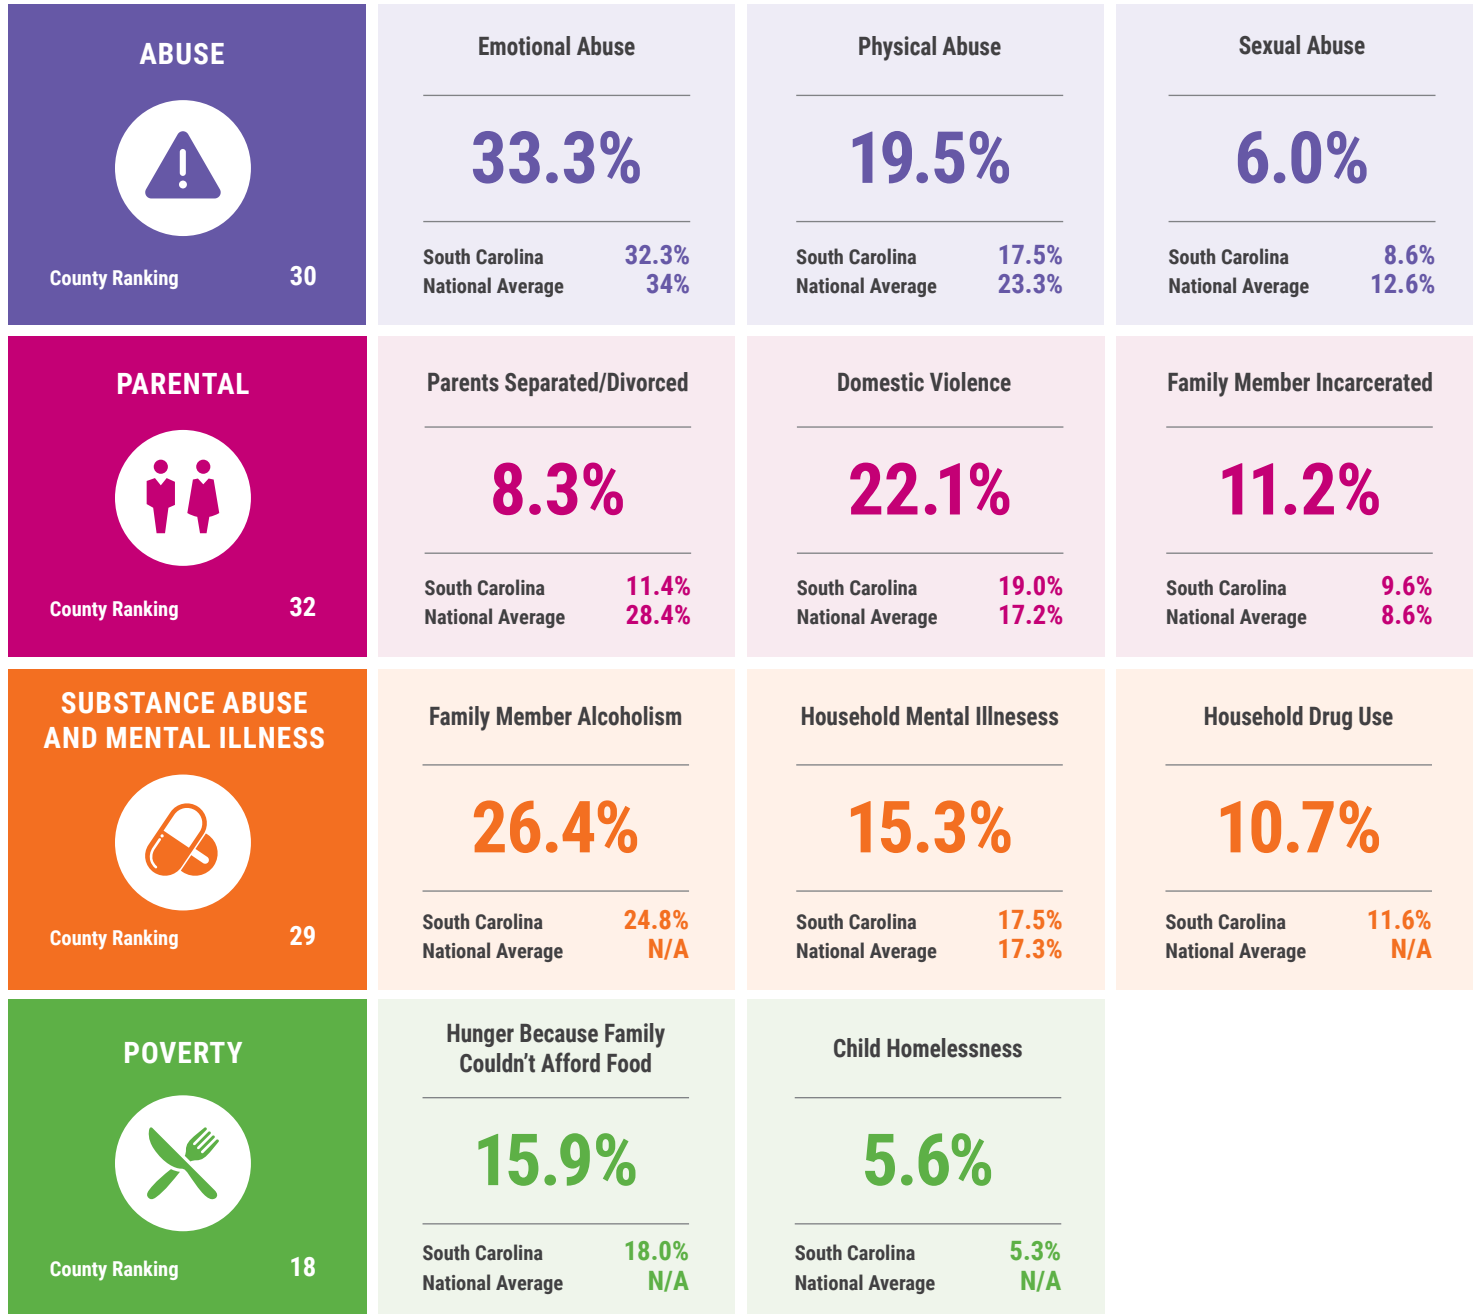 ABUSE
County Ranking 30
Emotional Abuse
33.3%
South Carolina 32.3%
National Average 34%
Physical Abuse
19.5%
South Carolina 17.5%
National Average 23.3%
Sexual Abuse
6.0%
South Carolina 8.6%
National Average 12.6%
PARENTAL
County Ranking 32
Parents Separated/Divorced
8.3%
South Carolina 11.4%
National Average 28.4%
Domestic Violence
22.1%
South Carolina 19.0%
National Average 17.2%
Family Member Incarcerated
11.2%
South Carolina 9.6%
National Average 8.6%
SUBSTANCE ABUSE
AND MENTAL ILLNESS
County Ranking 29
Family Member Alcoholism
26.4%
South Carolina 24.8%
National Average N/A
Household Mental Illnesess
15.3%
South Carolina 17.5%
National Average 17.3%
Household Drug Use
10.7%
South Carolina 11.6%
National Average N/A
POVERTY
County Ranking 18
Hunger Because Family
Couldn’t Afford Food
15.9%
South Carolina 18.0%
National Average N/A
Child Homelessness
5.6%
South Carolina 5.3%
National Average N/A